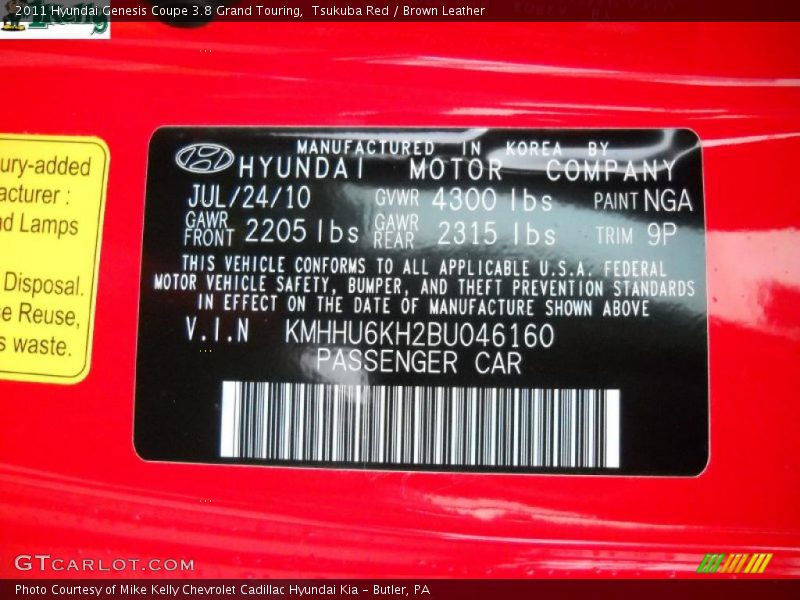 2011 Hyundai Genesis Coupe 3.8 Grand Touring,  Tsukuba Red / Brown Leather
ury-added
acturer :
d Lamps
Disposal.
e Reuse,
s waste.
MANUFACTURED IN KOREA BY
HYUNDAI MOTOR COMPANY
JUL/24/10 GVWR 4300 lbs PAINT NGA
GAWR FRONT 2205 lbs GAWR REAR 2315 lbs TRIM 9P
THIS VEHICLE CONFORMS TO ALL APPLICABLE U.S.A. FEDERAL
MOTOR VEHICLE SAFETY, BUMPER, AND THEFT PREVENTION STANDARDS
IN EFFECT ON THE DATE OF MANUFACTURE SHOWN ABOVE
V.I.N KMHHU6KH2BU046160
PASSENGER CAR
GTCARLOT.COM
Photo Courtesy of Mike Kelly Chevrolet Cadillac Hyundai Kia - Butler, PA